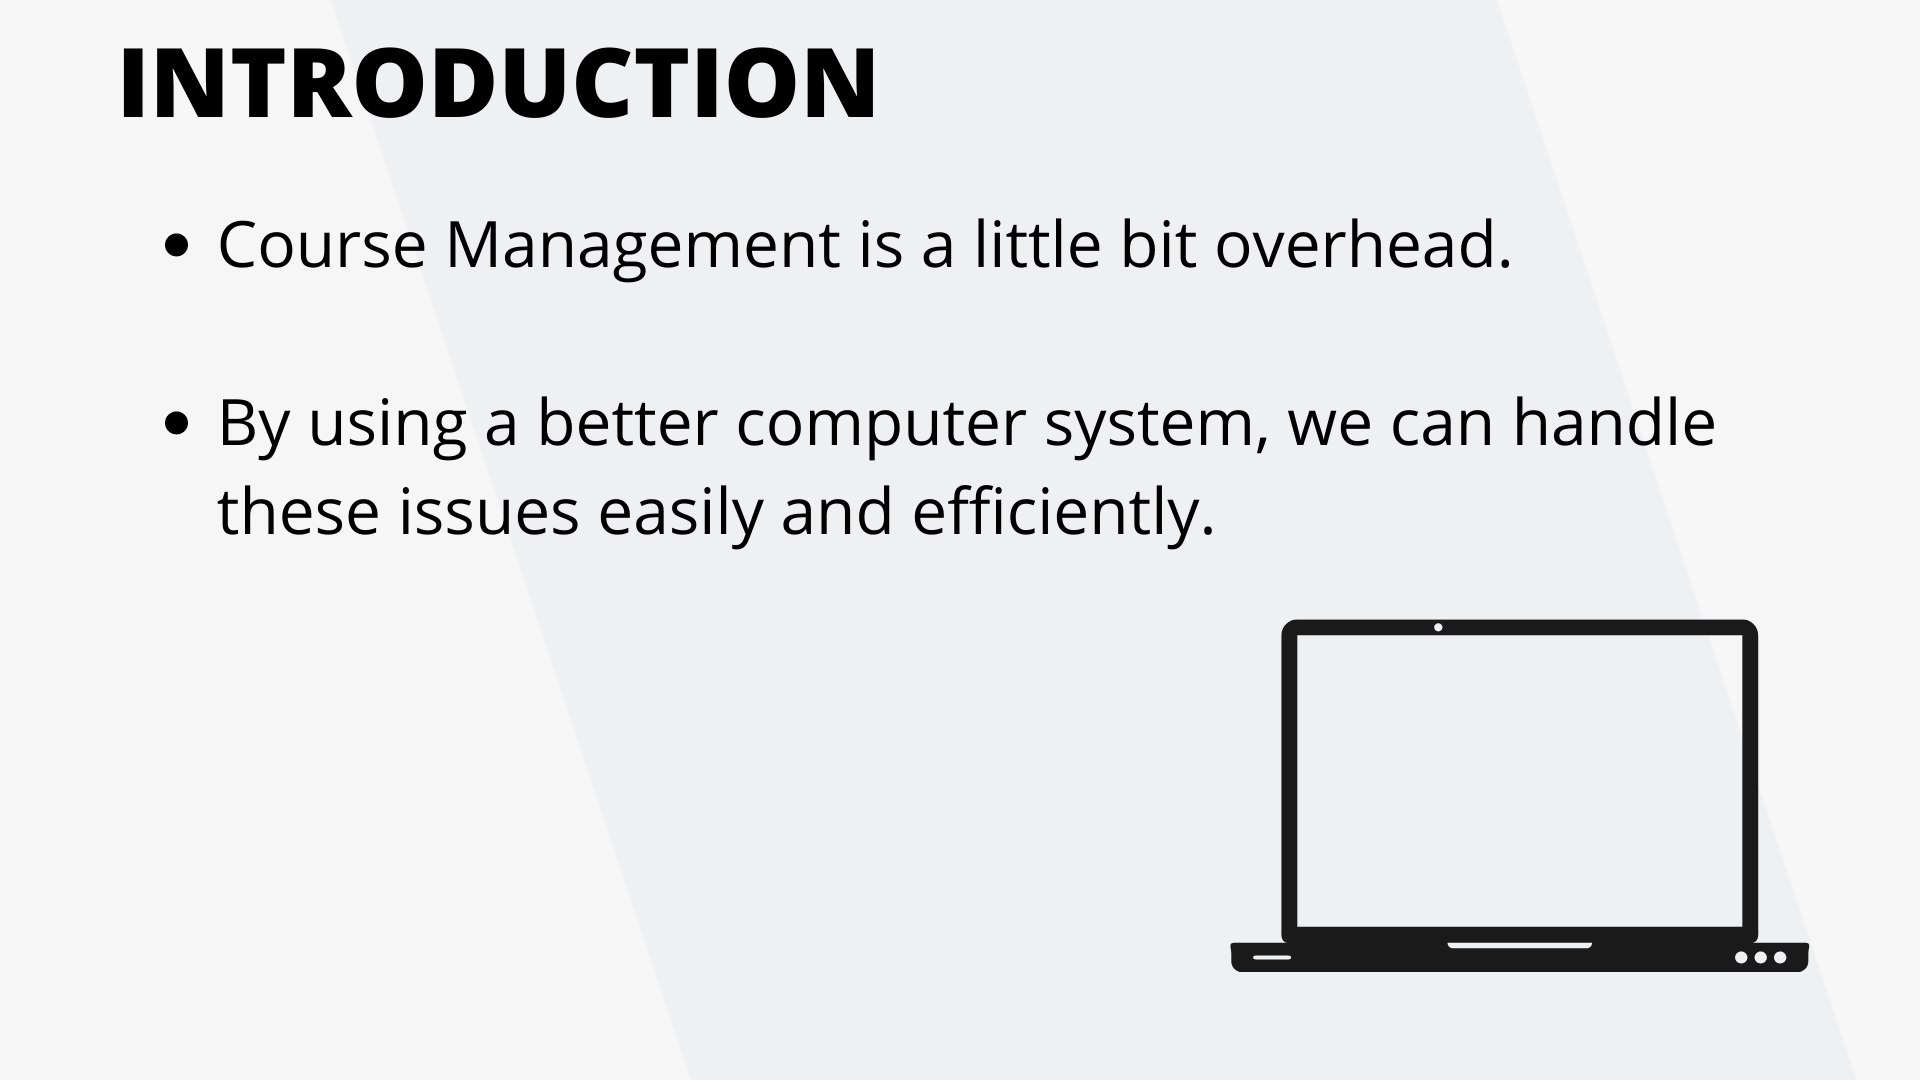 INTRODUCTION
• Course Management is a little bit overhead.
• By using a better computer system, we can handle
these issues easily and efficiently.